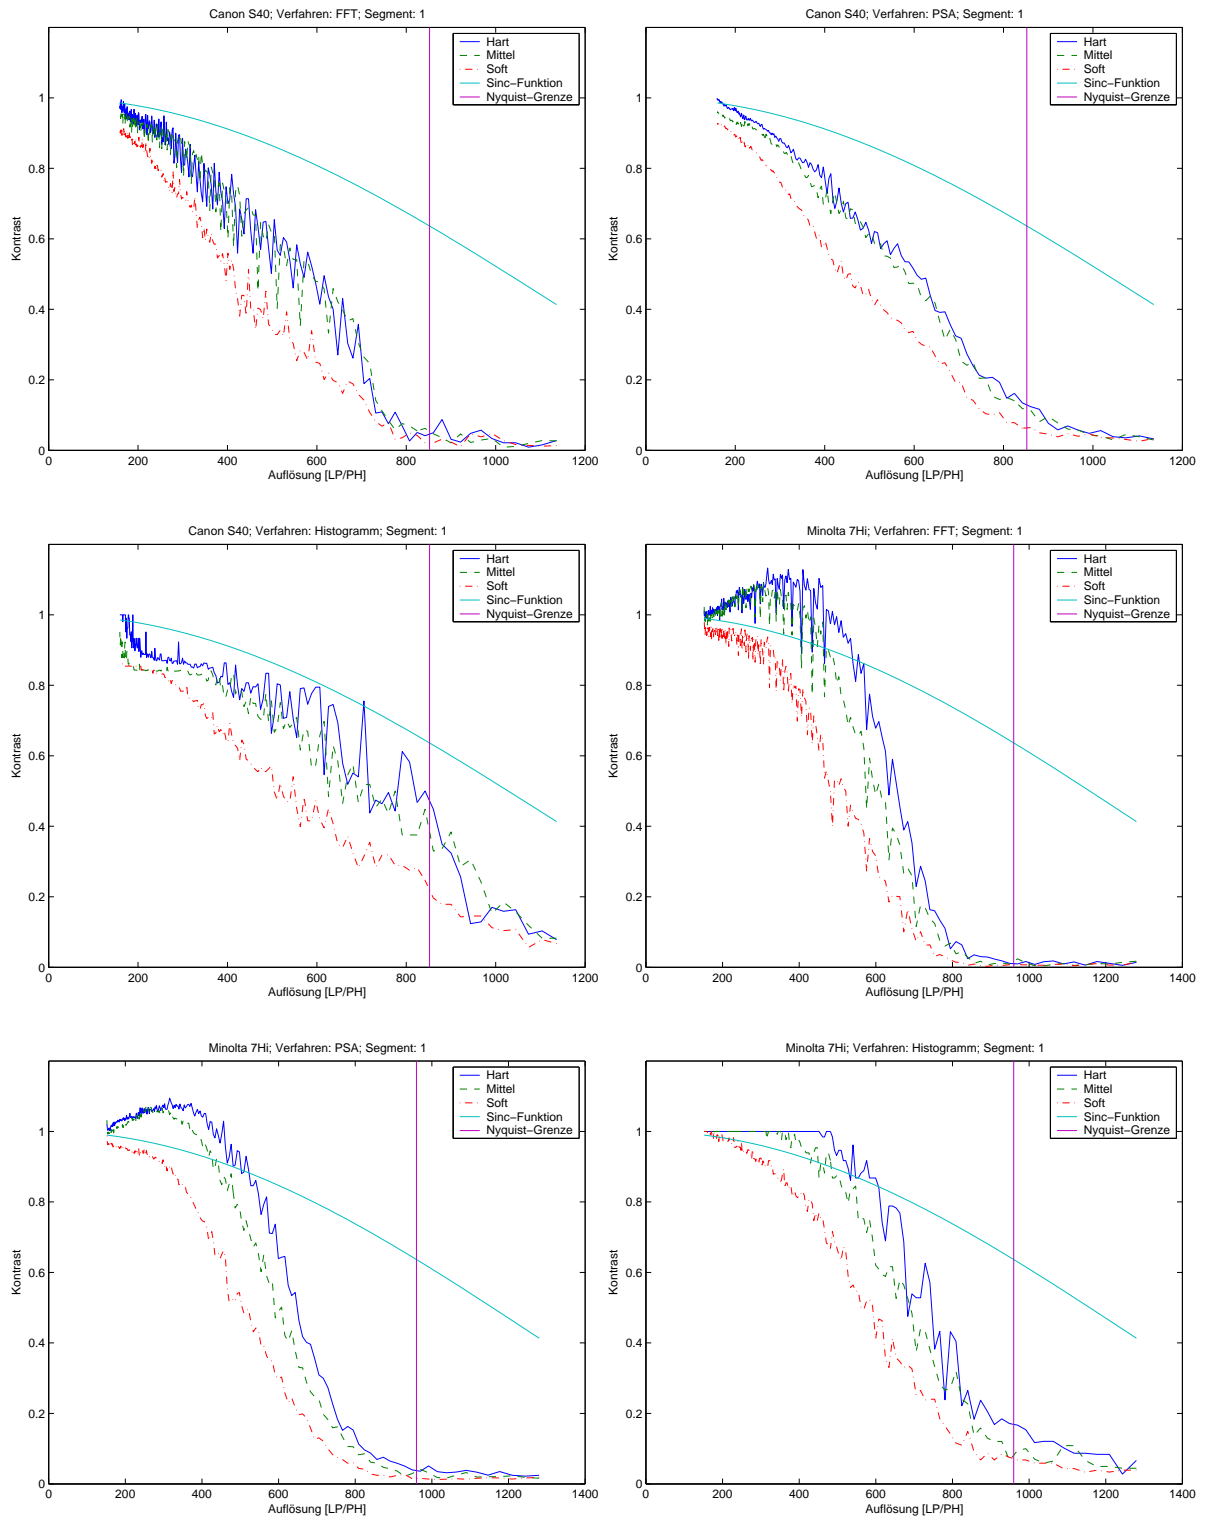 Canon S40; Verfahren: FFT; Segment: 1
Kontrast
1
0.8
0.6
0.4
0.2
0
0 200 400 600 800 1000 1200
Auflösung [LP/PH]
Hart
Mittel
Soft
Sinc−Funktion
Nyquist−Grenze
Canon S40; Verfahren: PSA; Segment: 1
Kontrast
1
0.8
0.6
0.4
0.2
0
0 200 400 600 800 1000 1200
Auflösung [LP/PH]
Hart
Mittel
Soft
Sinc−Funktion
Nyquist−Grenze
Canon S40; Verfahren: Histogramm; Segment: 1
Kontrast
1
0.8
0.6
0.4
0.2
0
0 200 400 600 800 1000 1200
Auflösung [LP/PH]
Hart
Mittel
Soft
Sinc−Funktion
Nyquist−Grenze
Minolta 7Hi; Verfahren: FFT; Segment: 1
Kontrast
1
0.8
0.6
0.4
0.2
0
0 200 400 600 800 1000 1200 1400
Auflösung [LP/PH]
Hart
Mittel
Soft
Sinc−Funktion
Nyquist−Grenze
Minolta 7Hi; Verfahren: PSA; Segment: 1
Kontrast
1
0.8
0.6
0.4
0.2
0
0 200 400 600 800 1000 1200 1400
Auflösung [LP/PH]
Hart
Mittel
Soft
Sinc−Funktion
Nyquist−Grenze
Minolta 7Hi; Verfahren: Histogramm; Segment: 1
Kontrast
1
0.8
0.6
0.4
0.2
0
0 200 400 600 800 1000 1200 1400
Auflösung [LP/PH]
Hart
Mittel
Soft
Sinc−Funktion
Nyquist−Grenze